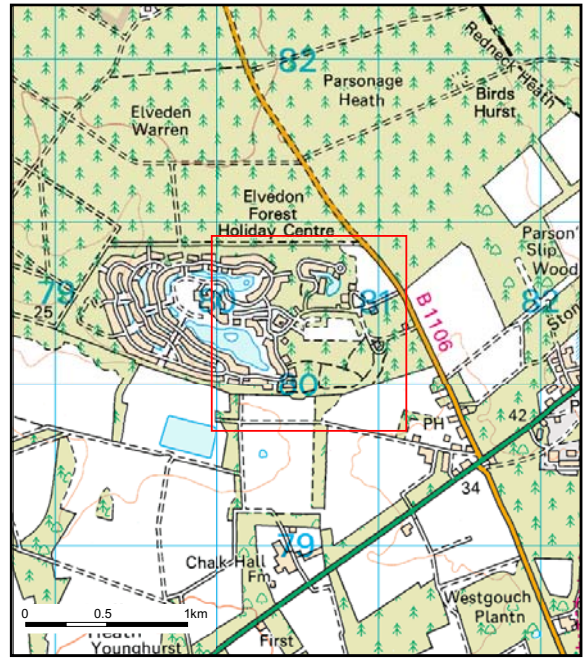 82
Redneck Heath
Parsonage
Heath
Birds
Hurst
Elveden
Warren
Elvedon
Forest
Holiday Centre
Parson'
Slip
Wood
79
80
81
82
25
B 1106
Ston
80
PH
42
P
34
79
Chalk Hall
Fm
Westgouch
Plantn
0 0.5 1km
Heath
Younghurst
First